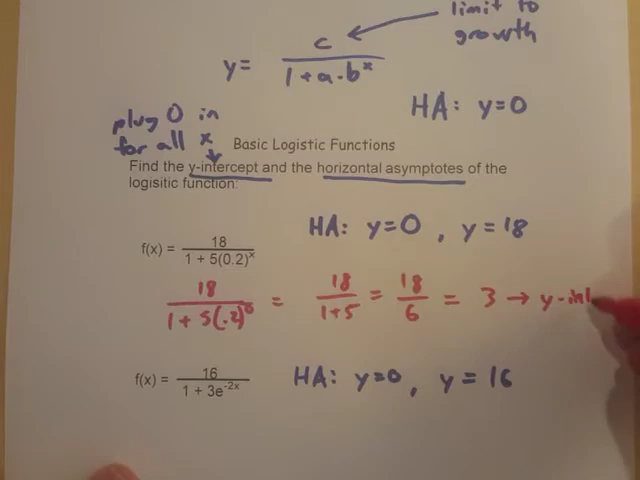 limit to
growth
y = c / 1 + a · b^x
HA: y=0
plug 0 in
for all x
Basic Logistic Functions
Find the y-intercept and the horizontal asymptotes of the
logisitic function:
HA: y=0 , y=18
f(x) = 18 / 1 + 5(0.2)^x
18 / 1 + 5(.2)^0 = 18 / 1+5 = 18 / 6 = 3 → y-int
f(x) = 16 / 1 + 3e^-2x
HA: y=0 , y = 16